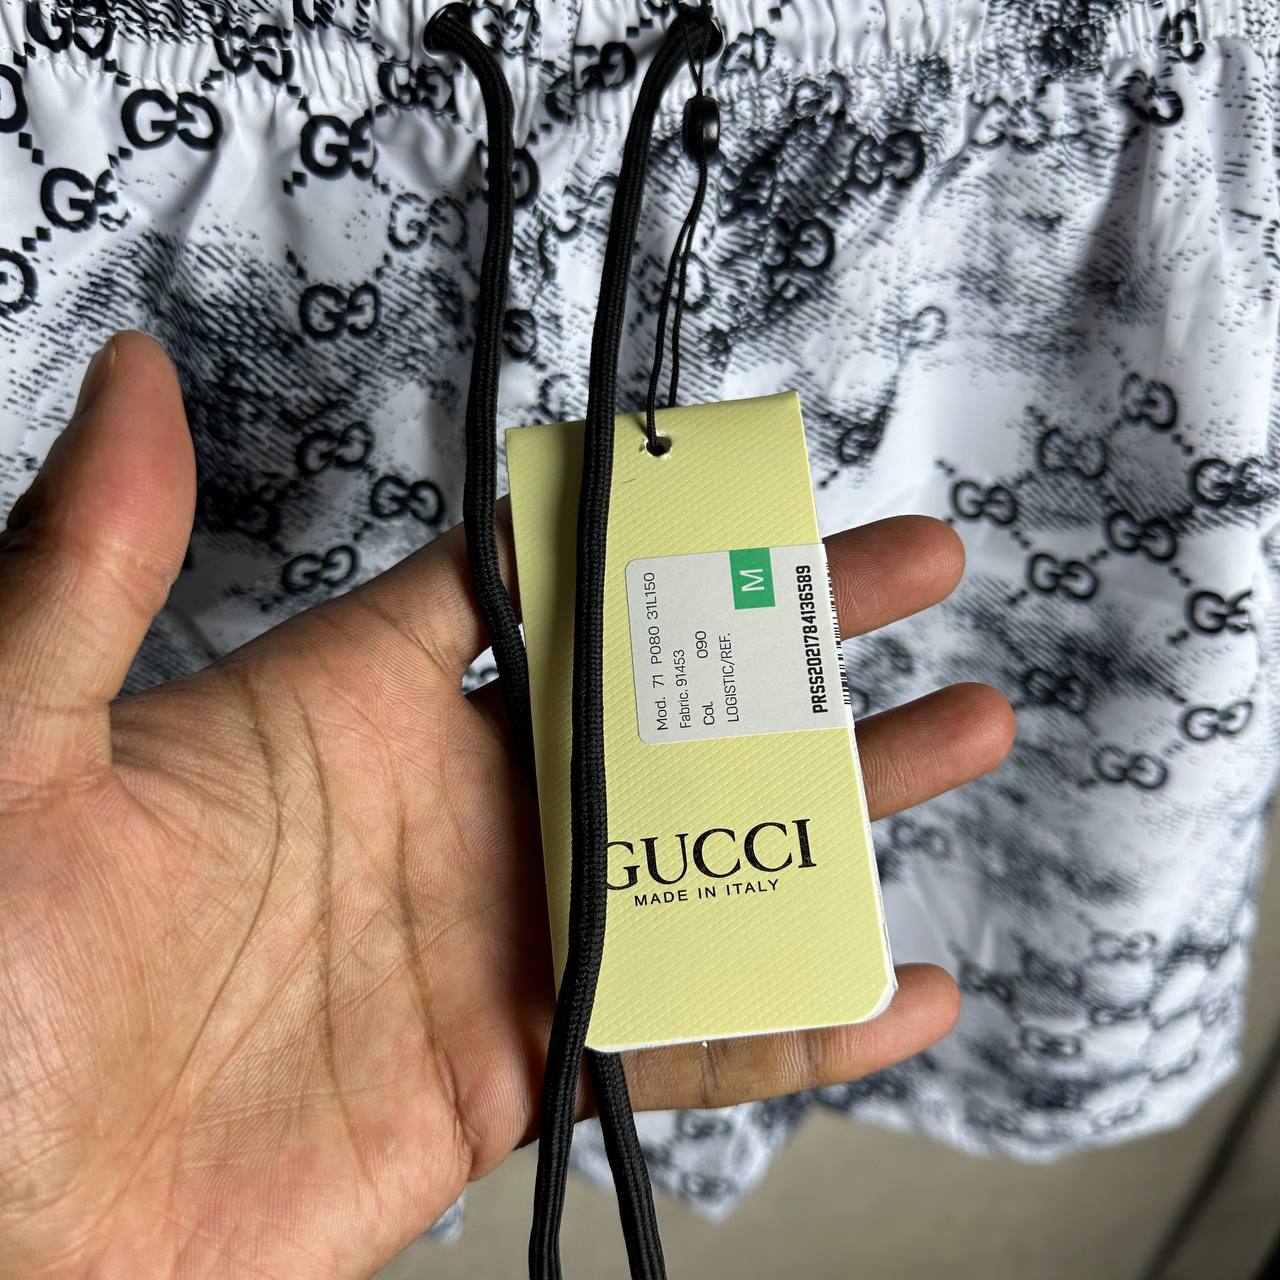 Mod. 71 P080 31L150
Fabric. 91453
Col 090
LOGISTIC/REF.
M
PRSS2021784136589
GUCCI
MADE IN ITALY